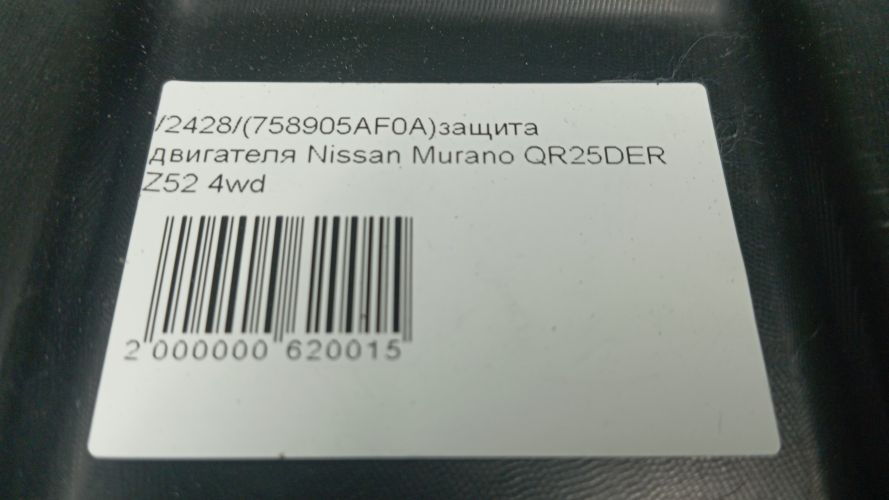 /2428/(758905AF0A)защита
двигателя Nissan Murano QR25DER
Z52 4wd
2 000000 620015